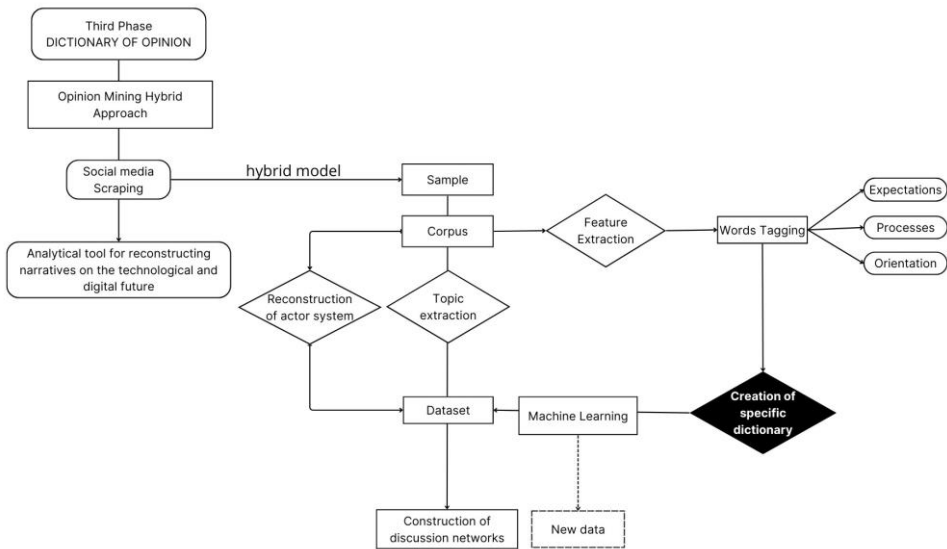 Third Phase
DICTIONARY OF OPINION
Opinion Mining Hybrid
Approach
Social media
Scraping
hybrid model
Sample
Analytical tool for reconstructing
narratives on the technological and
digital future
Corpus
Feature
Extraction
Words Tagging
Expectations
Processes
Orientation
Reconstruction
of actor system
Topic
extraction
Dataset
Machine Learning
Creation of
specific
dictionary
Construction of
discussion networks
New data